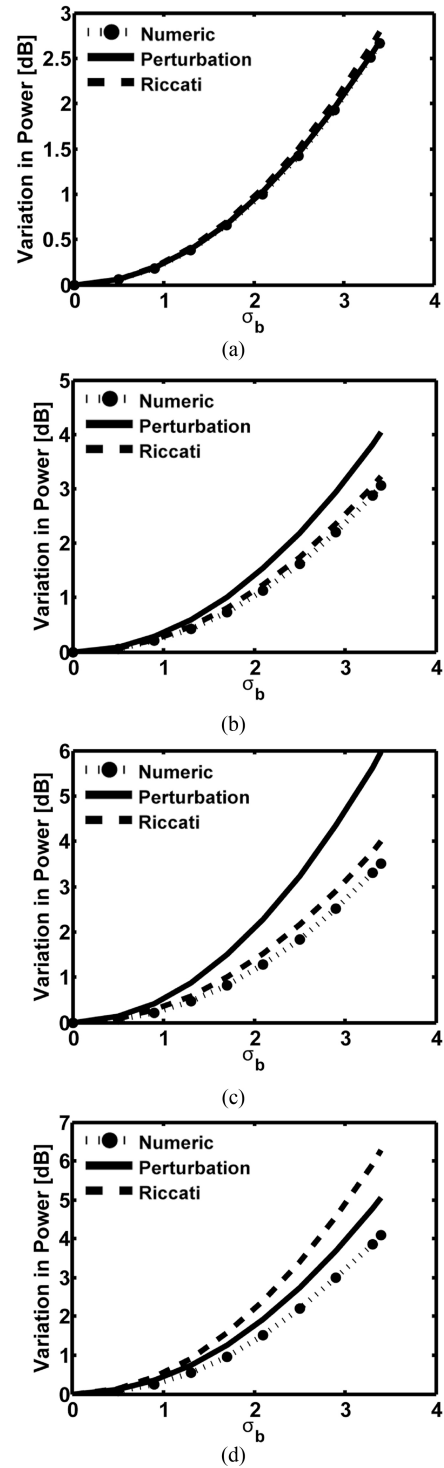 3
2.5
2
1.5
1
0.5
0
Variation in Power [dB]
Numeric
Perturbation
Riccati
0 1 2 3 4
σb
(a)
5
4
3
2
1
0
Variation in Power [dB]
Numeric
Perturbation
Riccati
0 1 2 3 4
σb
(b)
6
5
4
3
2
1
0
Variation in Power [dB]
Numeric
Perturbation
Riccati
0 1 2 3 4
σb
(c)
7
6
5
4
3
2
1
0
Variation in Power [dB]
Numeric
Perturbation
Riccati
0 1 2 3 4
σb
(d)